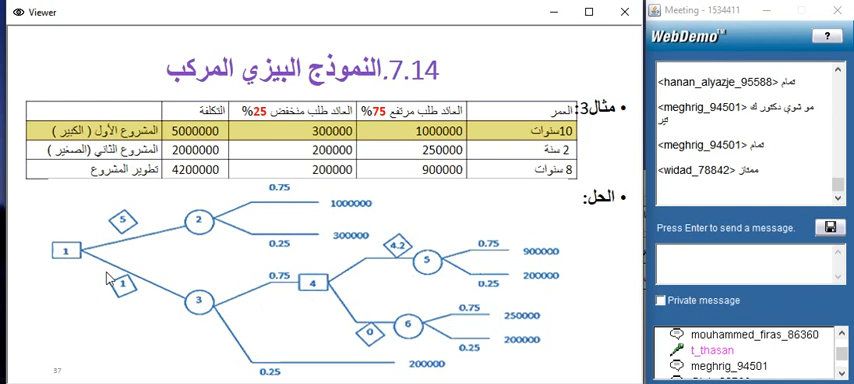 Viewer
Meeting - 1534411
7.14.النموذج البيزي المركب
مثال3:
العمر العائد طلب مرتفع 75% العائد طلب منخفض 25% التكلفة
10سنوات 1000000 300000 5000000 المشروع الأول ( الكبير )
2 سنة 250000 200000 2000000 المشروع الثاني (الصغير )
8 سنوات 900000 200000 4200000 تطوير المشروع
الحل:
0.75
1000000
5
2
300000
0.25
1
4.2
0.75
900000
5
200000
0.25
1
0.75
4
3
0.75
250000
0
6
200000
0.25
200000
0.25
37
WebDemo
?
<hanan_alyazje_95588> تمام
<meghrig_94501> مو شوي دكتور ك
تير
<meghrig_94501> تمام
<widad_78842> ممتاز
Press Enter to send a message.
Private message
mouhammed_firas_86360
t_thasan
meghrig_94501